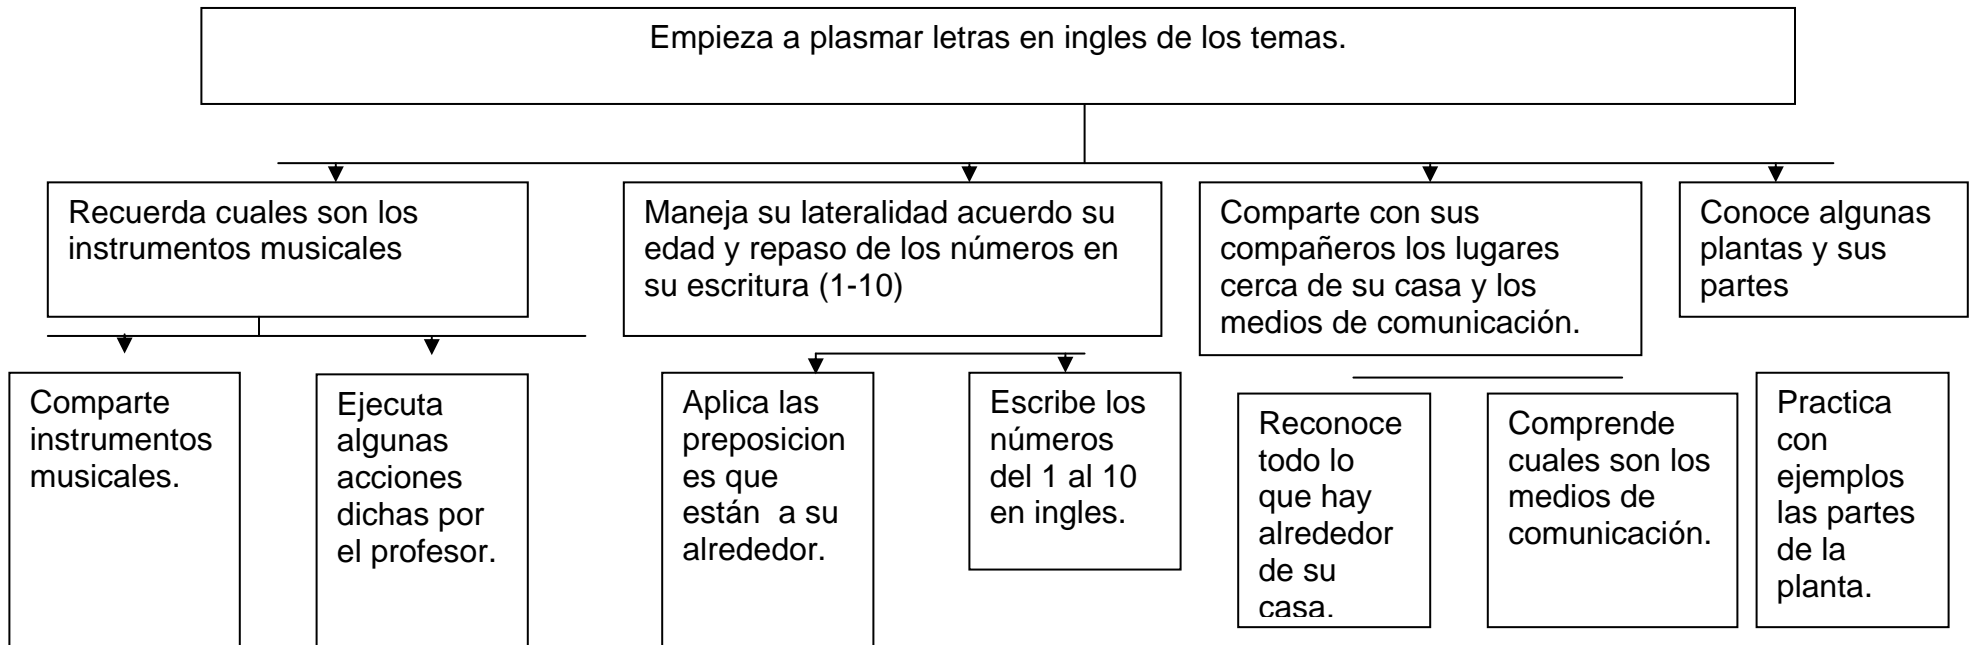 Empieza a plasmar letras en ingles de los temas.
Recuerda cuales son los
instrumentos musicales
Maneja su lateralidad acuerdo su
edad y repaso de los números en
su escritura (1-10)
Comparte con sus
compañeros los lugares
cerca de su casa y los
medios de comunicación.
Conoce algunas
plantas y sus
partes
Comparte
instrumentos
musicales.
Ejecuta
algunas
acciones
dichas por
el profesor.
Aplica las
preposicion
es que
están  a su
alrededor.
Escribe los
números
del 1 al 10
en ingles.
Reconoce
todo lo
que hay
alrededor
de su
casa.
Comprende
cuales son los
medios de
comunicación.
Practica
con
ejemplos
las partes
de la
planta.